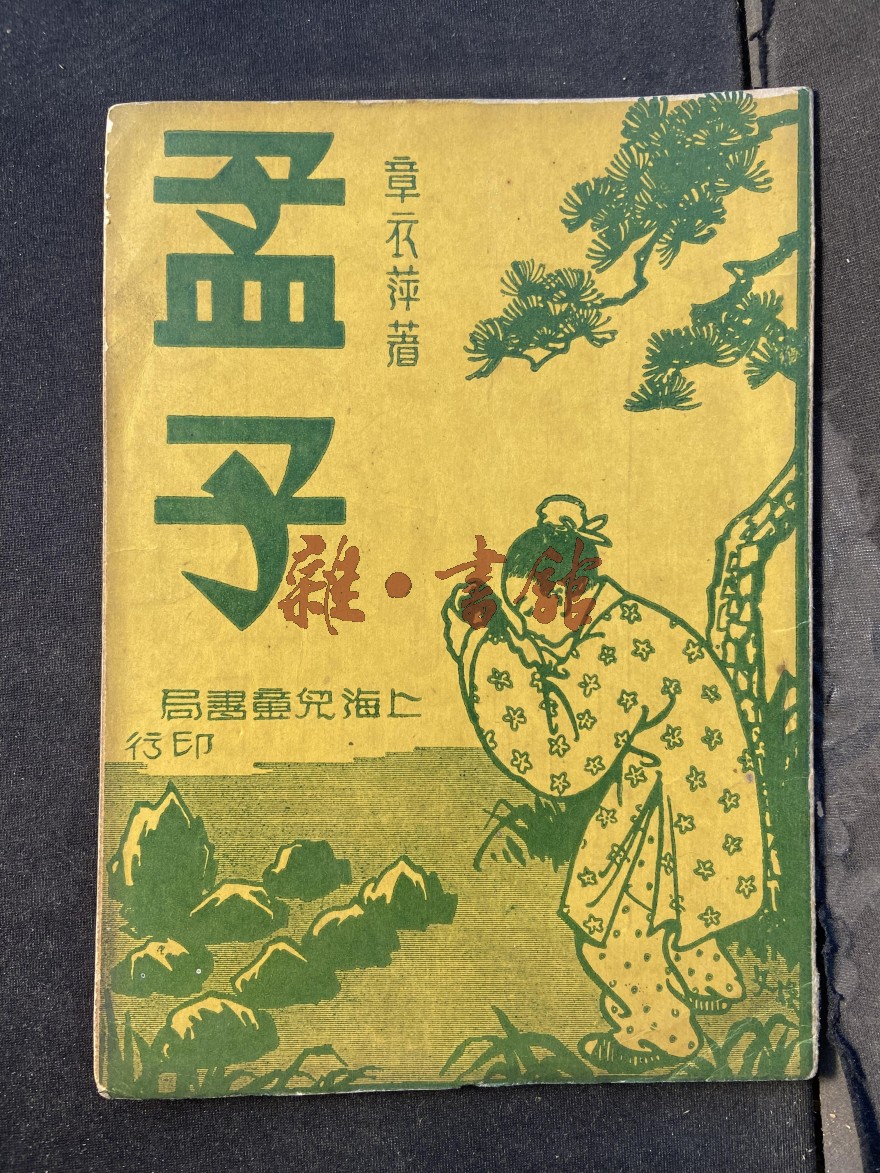 孟子
章衣萍著
上海兒童書局
印行
雜·書館